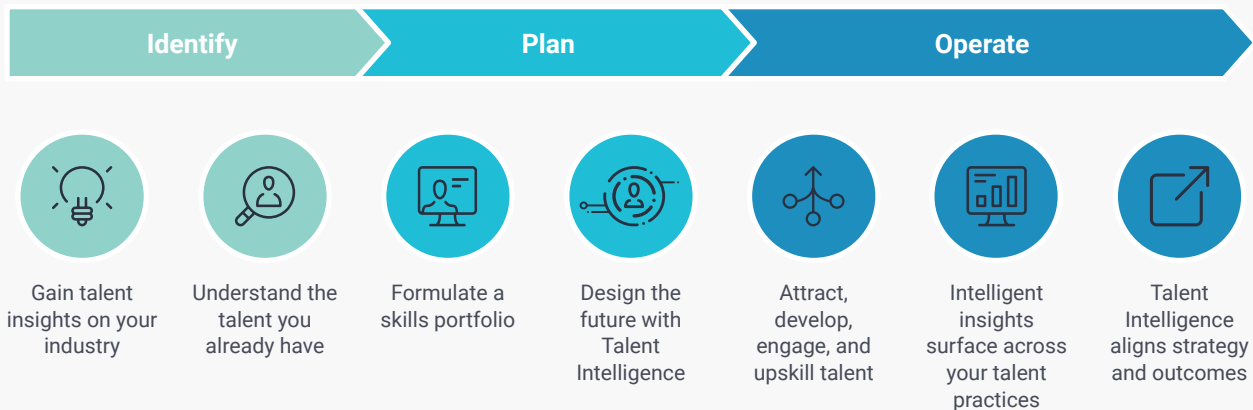 Identify
Plan
Operate
Gain talent
insights on your
industry
Understand the
talent you
already have
Formulate a
skills portfolio
Design the
future with
Talent
Intelligence
Attract,
develop,
engage, and
upskill talent
Intelligent
insights
surface across
your talent
practices
Talent
Intelligence
aligns strategy
and outcomes